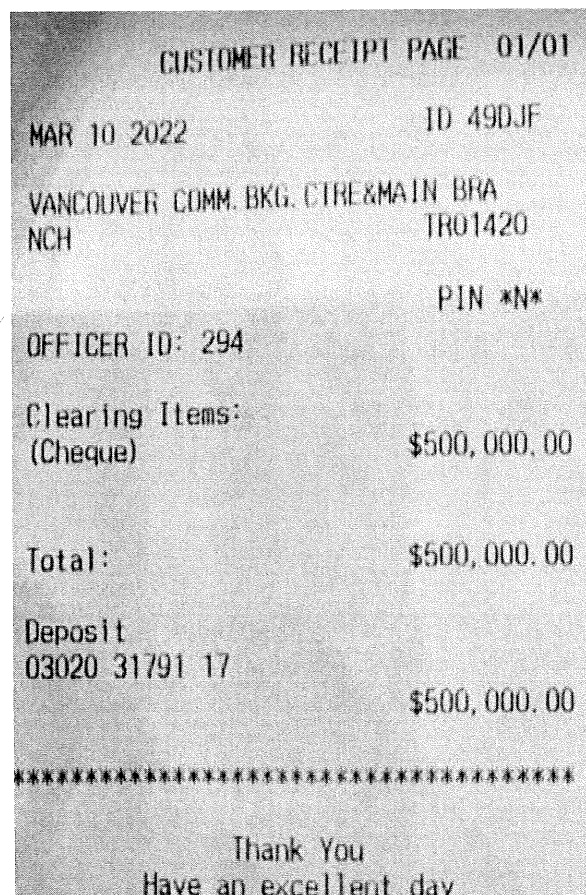 CUSTOMER RECEIPT PAGE 01/01
MAR 10 2022 ID 49DJF
VANCOUVER COMM. BKG. CTRE&MAIN BRA
NCH TR01420
PIN *N*
OFFICER ID: 294
Clearing Items:
(Cheque) $500,000.00
Total: $500,000.00
Deposit
03020 31791 17
$500,000.00
***************************************
Thank You
Have an excellent day